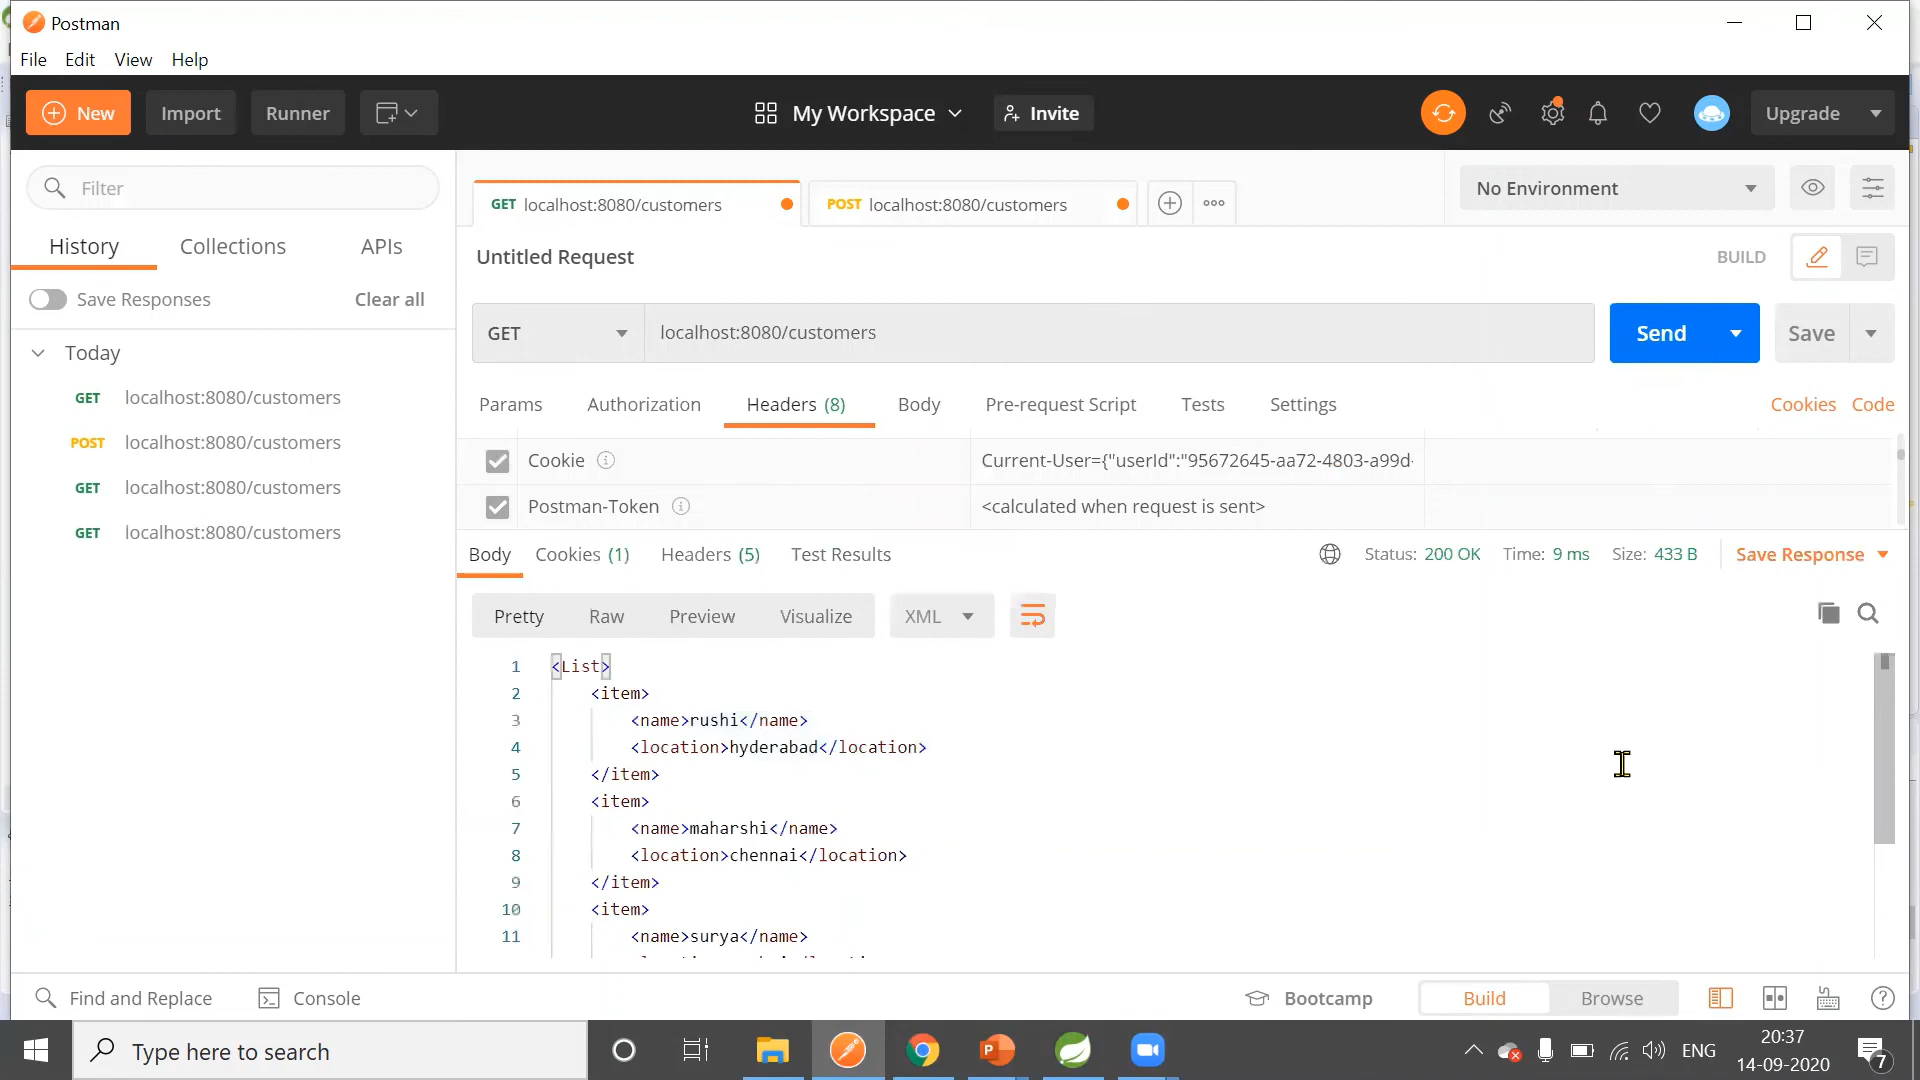 Postman
File Edit View Help
New Import Runner My Workspace Invite Upgrade
Filter
GET localhost:8080/customers POST localhost:8080/customers No Environment
History Collections APIs
Untitled Request BUILD
Save Responses Clear all
GET localhost:8080/customers Send Save
Today
GET localhost:8080/customers
POST localhost:8080/customers
GET localhost:8080/customers
GET localhost:8080/customers
Params Authorization Headers (8) Body Pre-request Script Tests Settings Cookies Code
Cookie Current-User={"userId":"95672645-aa72-4803-a99d-
Postman-Token <calculated when request is sent>
Body Cookies (1) Headers (5) Test Results Status: 200 OK Time: 9 ms Size: 433 B Save Response
Pretty Raw Preview Visualize XML
1 <List>
2 <item>
3 <name>rushi</name>
4 <location>hyderabad</location>
5 </item>
6 <item>
7 <name>maharshi</name>
8 <location>chennai</location>
9 </item>
10 <item>
11 <name>surya</name>
Find and Replace Console Bootcamp Build Browse
Type here to search ENG 20:37
14-09-2020 7